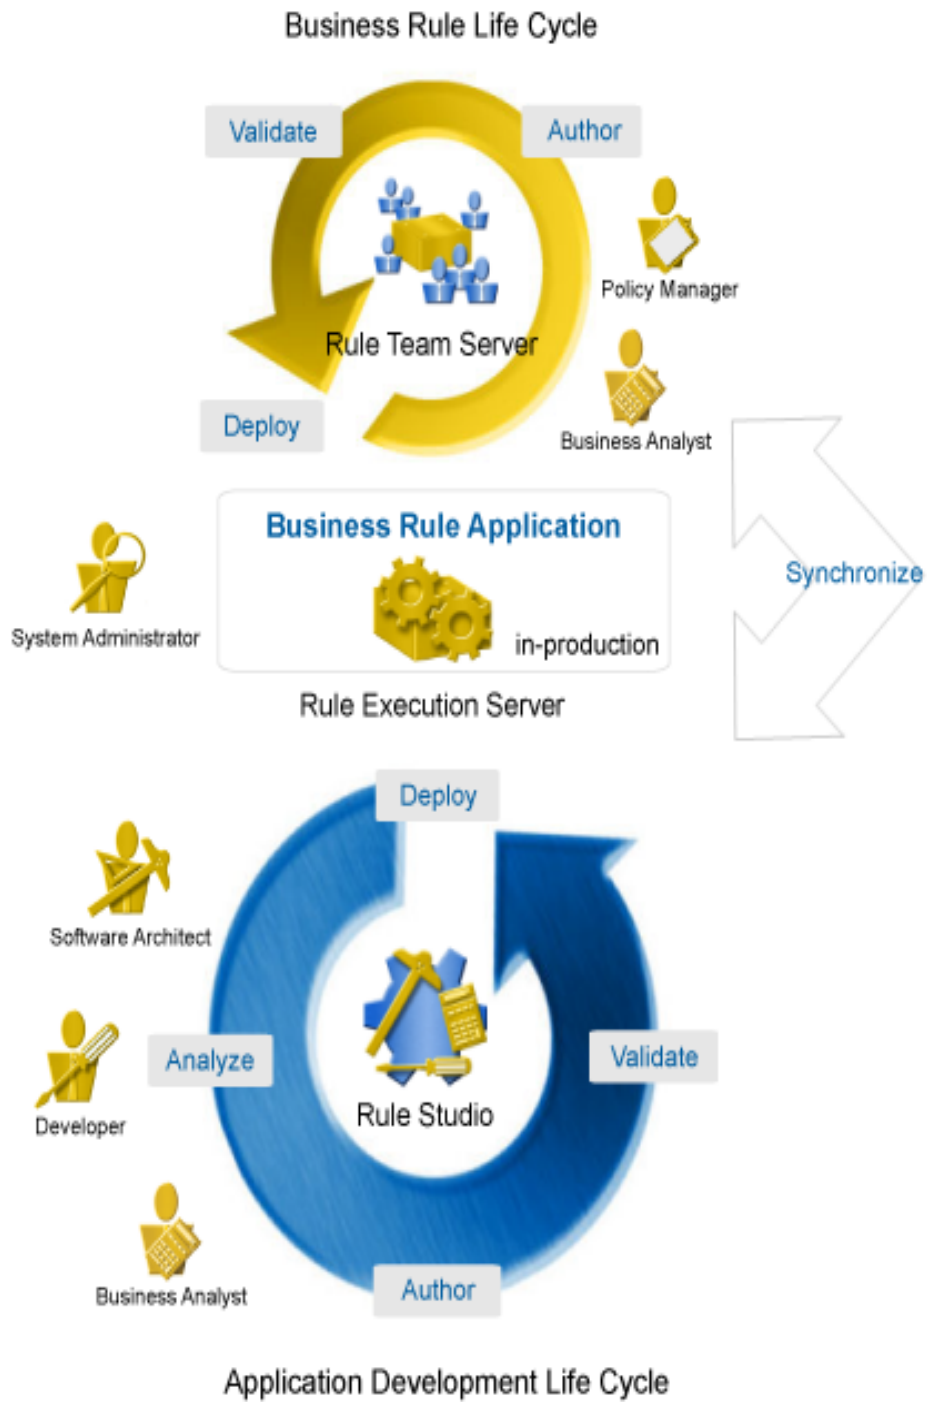 Business Rule Life Cycle
Validate
Author
Policy Manager
Rule Team Server
Deploy
Business Analyst
Business Rule Application
Synchronize
System Administrator
in-production
Rule Execution Server
Deploy
Software Architect
Analyze
Validate
Rule Studio
Developer
Author
Business Analyst
Application Development Life Cycle